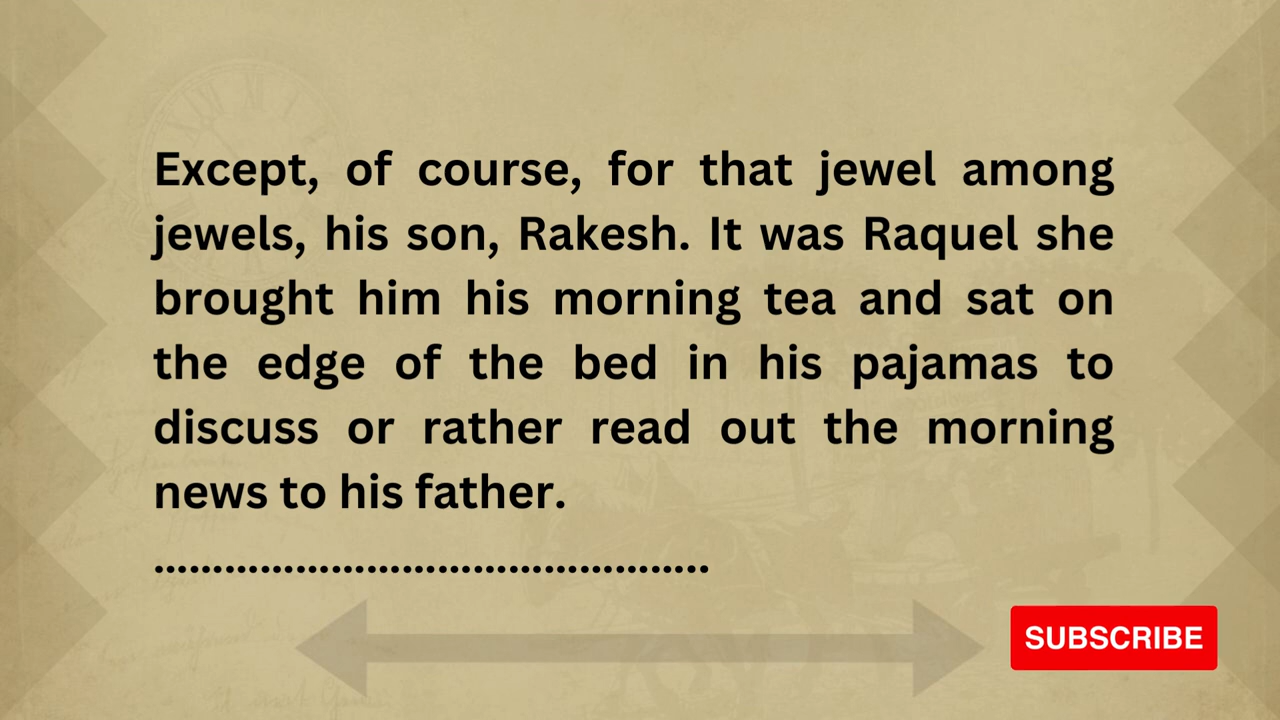 Except, of course, for that jewel among
jewels, his son, Rakesh. It was Raquel she
brought him his morning tea and sat on
the edge of the bed in his pajamas to
discuss or rather read out the morning
news to his father.
................................................
SUBSCRIBE